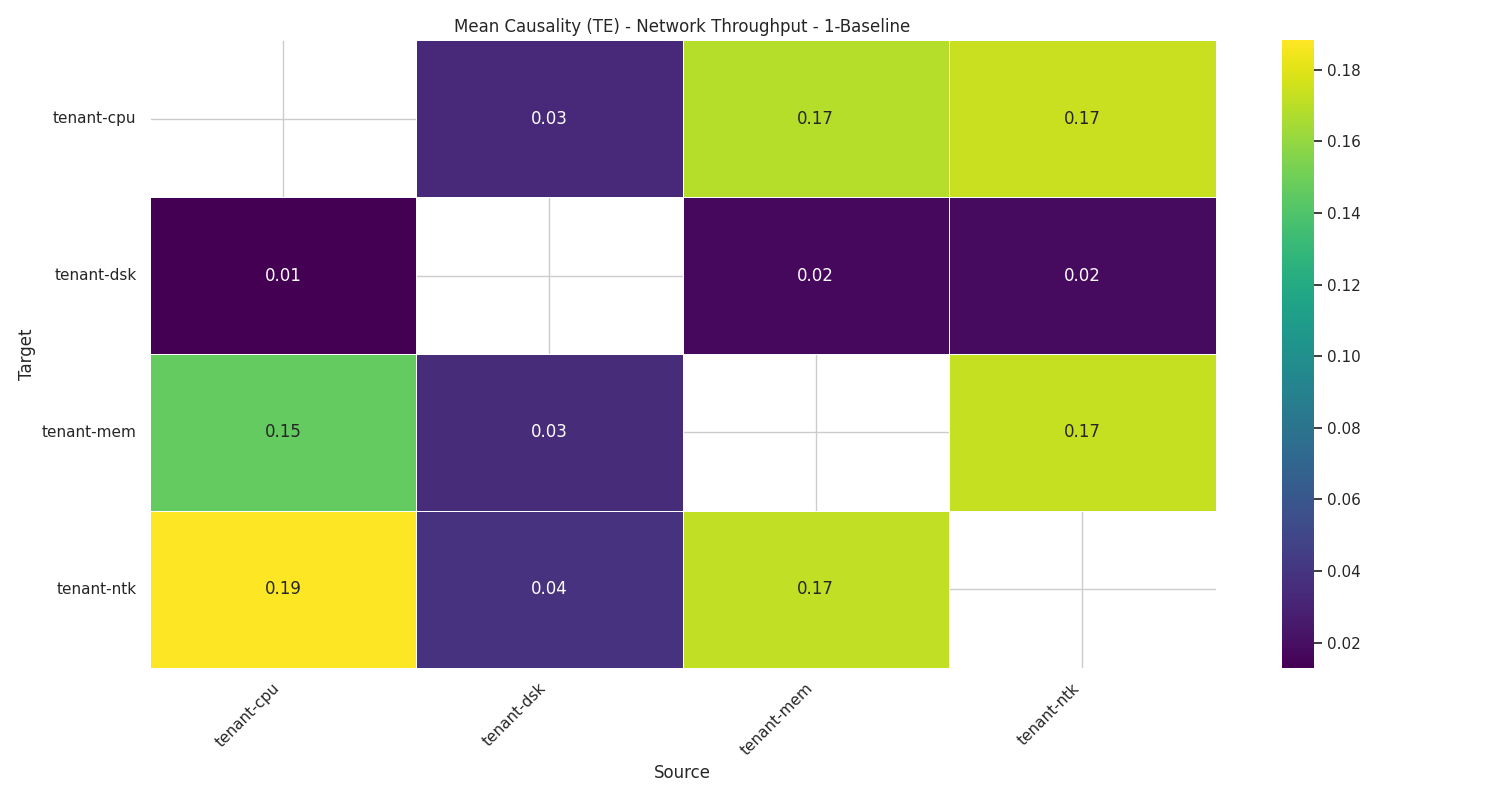 Mean Causality (TE) - Network Throughput - 1-Baseline
Target
tenant-cpu
0.03
0.17
0.17
tenant-dsk
0.01
0.02
0.02
tenant-mem
0.15
0.03
0.17
tenant-ntk
0.19
0.04
0.17
tenant-cpu
tenant-dsk
tenant-mem
tenant-ntk
Source
0.18
0.16
0.14
0.12
0.10
0.08
0.06
0.04
0.02